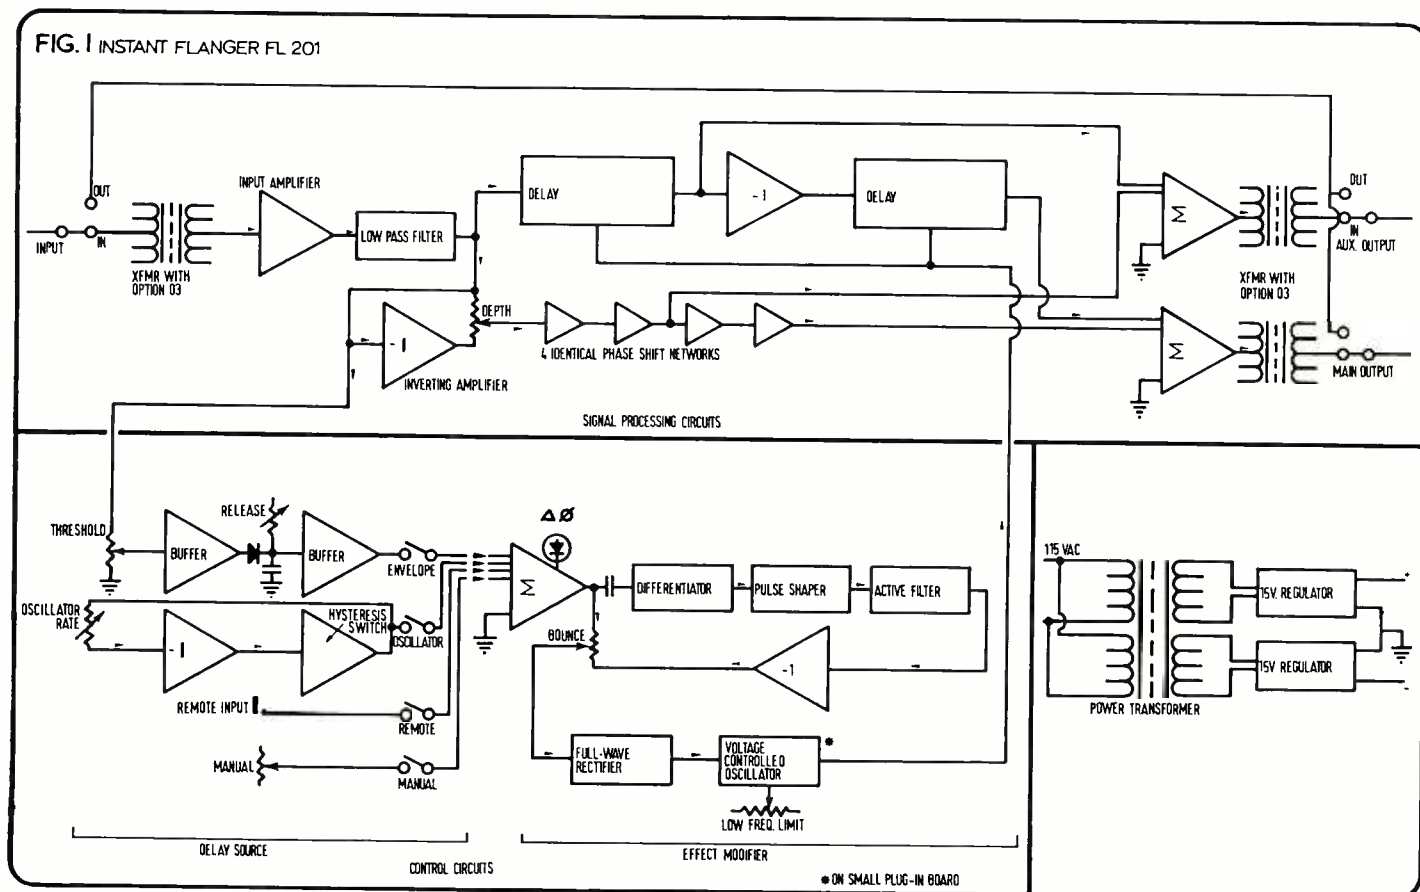 FIG. 1 INSTANT FLANGER FL 201
OUT
INPUT
IN
XFMR WITH
OPTION 03
INPUT AMPLIFIER
LOW PASS FILTER
DELAY
-1
DELAY
Σ
XFMR WITH
OPTION 03
OUT
IN
AUX. OUTPUT
DEPTH
-1
INVERTING AMPLIFIER
4 IDENTICAL PHASE SHIFT NETWORKS
Σ
MAIN OUTPUT
SIGNAL PROCESSING CIRCUITS
THRESHOLD
BUFFER
RELEASE
BUFFER
ENVELOPE
OSCILLATOR
RATE
-1
HYSTERESIS
SWITCH
OSCILLATOR
REMOTE INPUT
REMOTE
MANUAL
MANUAL
DELAY SOURCE
CONTROL CIRCUITS
Δ Ø
Σ
DIFFERENTIATOR
PULSE SHAPER
ACTIVE FILTER
BOUNCE
-1
FULL-WAVE
RECTIFIER
VOLTAGE
CONTROLLED
OSCILLATOR
*
LOW FREQ. LIMIT
EFFECT MODIFIER
* ON SMALL PLUG-IN BOARD
115 VAC
POWER TRANSFORMER
15V. REGULATOR
15V REGULATOR
+
-